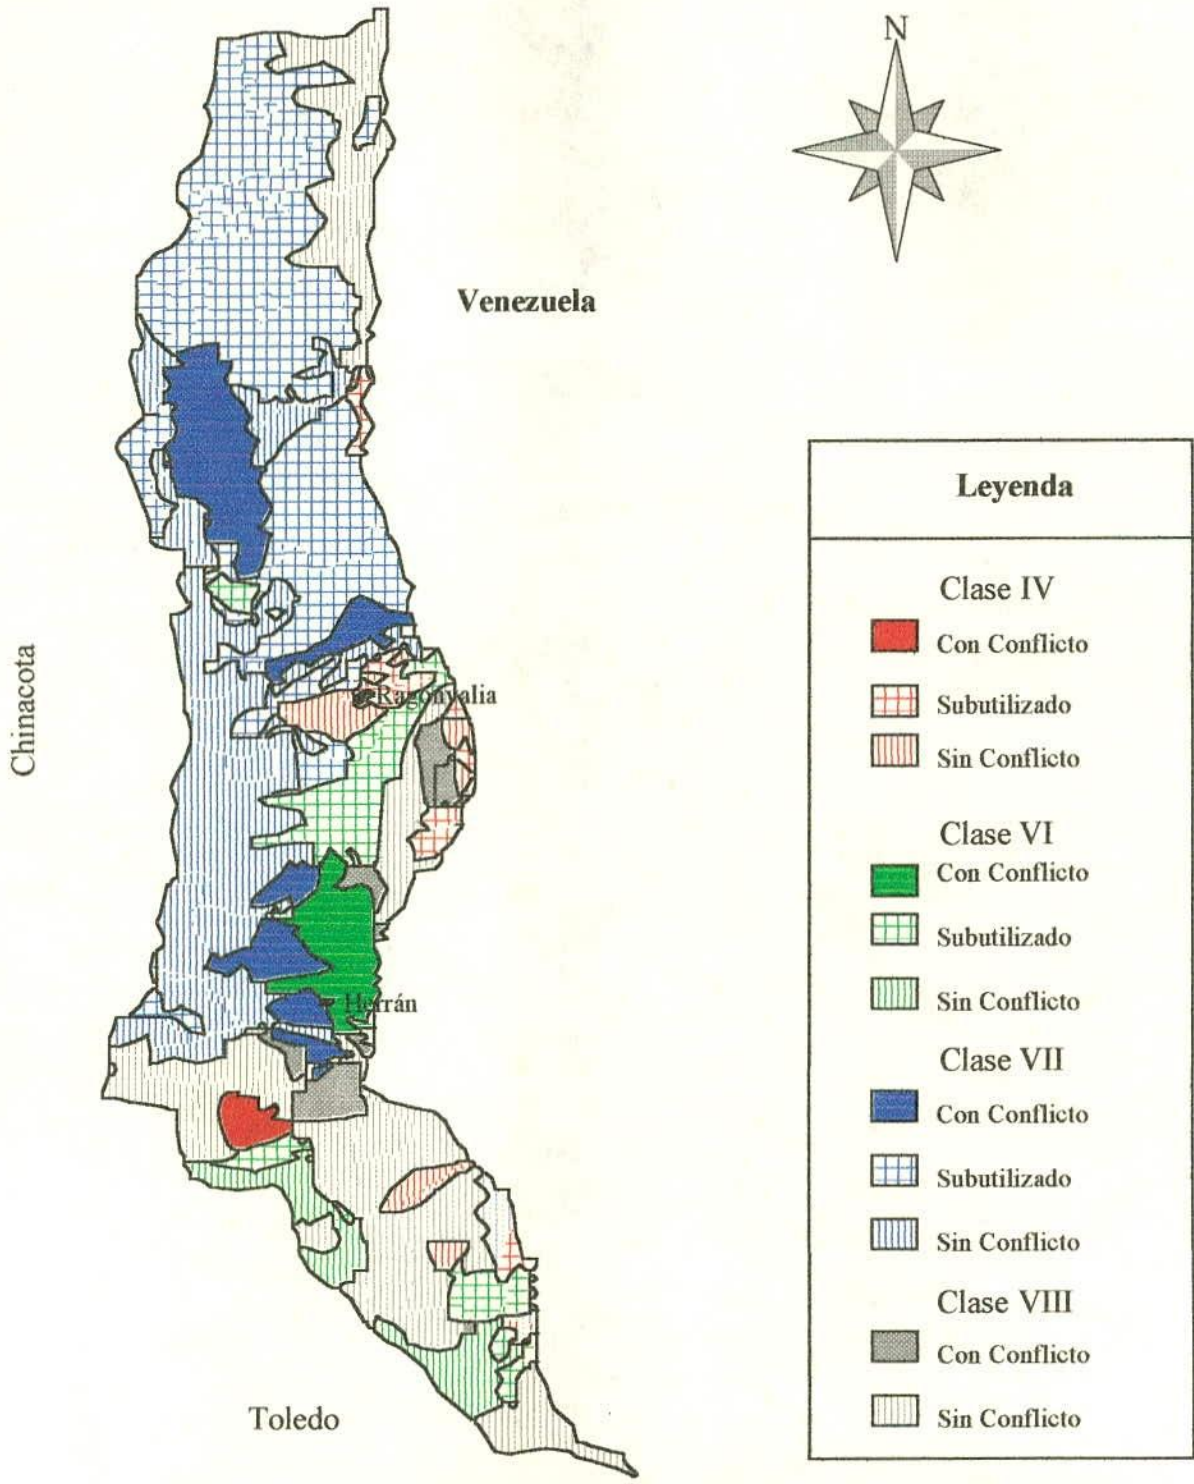 N
Venezuela
Chinacota
Ragonvalia
Herrán
Toledo
Leyenda
Clase IV
Con Conflicto
Subutilizado
Sin Conflicto
Clase VI
Con Conflicto
Subutilizado
Sin Conflicto
Clase VII
Con Conflicto
Subutilizado
Sin Conflicto
Clase VIII
Con Conflicto
Sin Conflicto